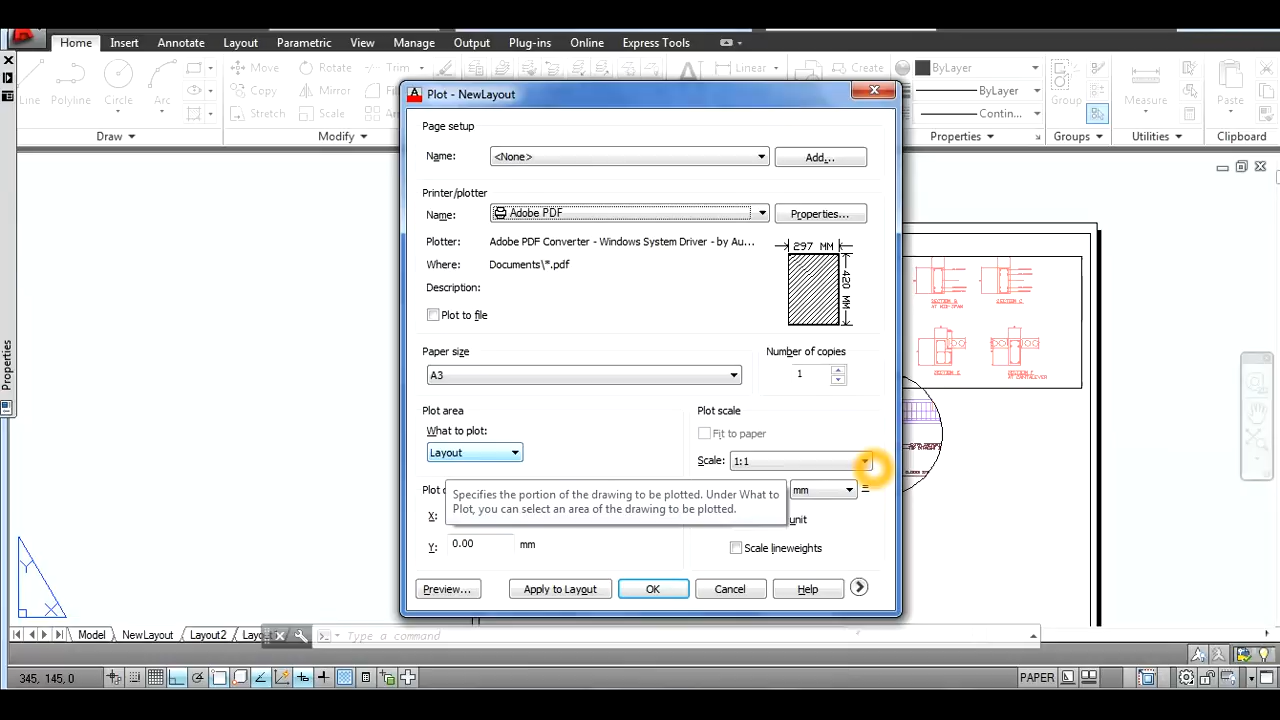 Home Insert Annotate Layout Parametric View Manage Output Plug-ins Online Express Tools
Move Rotate Trim Linear Create ByLayer
Line Polyline Circle Arc Copy Mirror ByLayer Group Measure Paste
Stretch Scale Contin...
Draw Modify Properties Groups Utilities Clipboard
Plot - NewLayout
Page setup
Name: <None> Add...
Printer/plotter
Name: Adobe PDF Properties...
Plotter: Adobe PDF Converter - Windows System Driver - by Au...
297 MM
Where: Documents\*.pdf
420 MM
Description:
Plot to file
Paper size Number of copies
A3 1
Plot area Plot scale
What to plot: Fit to paper
Layout Scale: 1:1
Specifies the portion of the drawing to be plotted. Under What to
Plot, you can select an area of the drawing to be plotted.
mm =
X: unit
Y: 0.00 mm Scale lineweights
Preview... Apply to Layout OK Cancel Help
Properties
SECTION C
Y
X
Model NewLayout Layout2 Type a command
345, 145, 0 PAPER